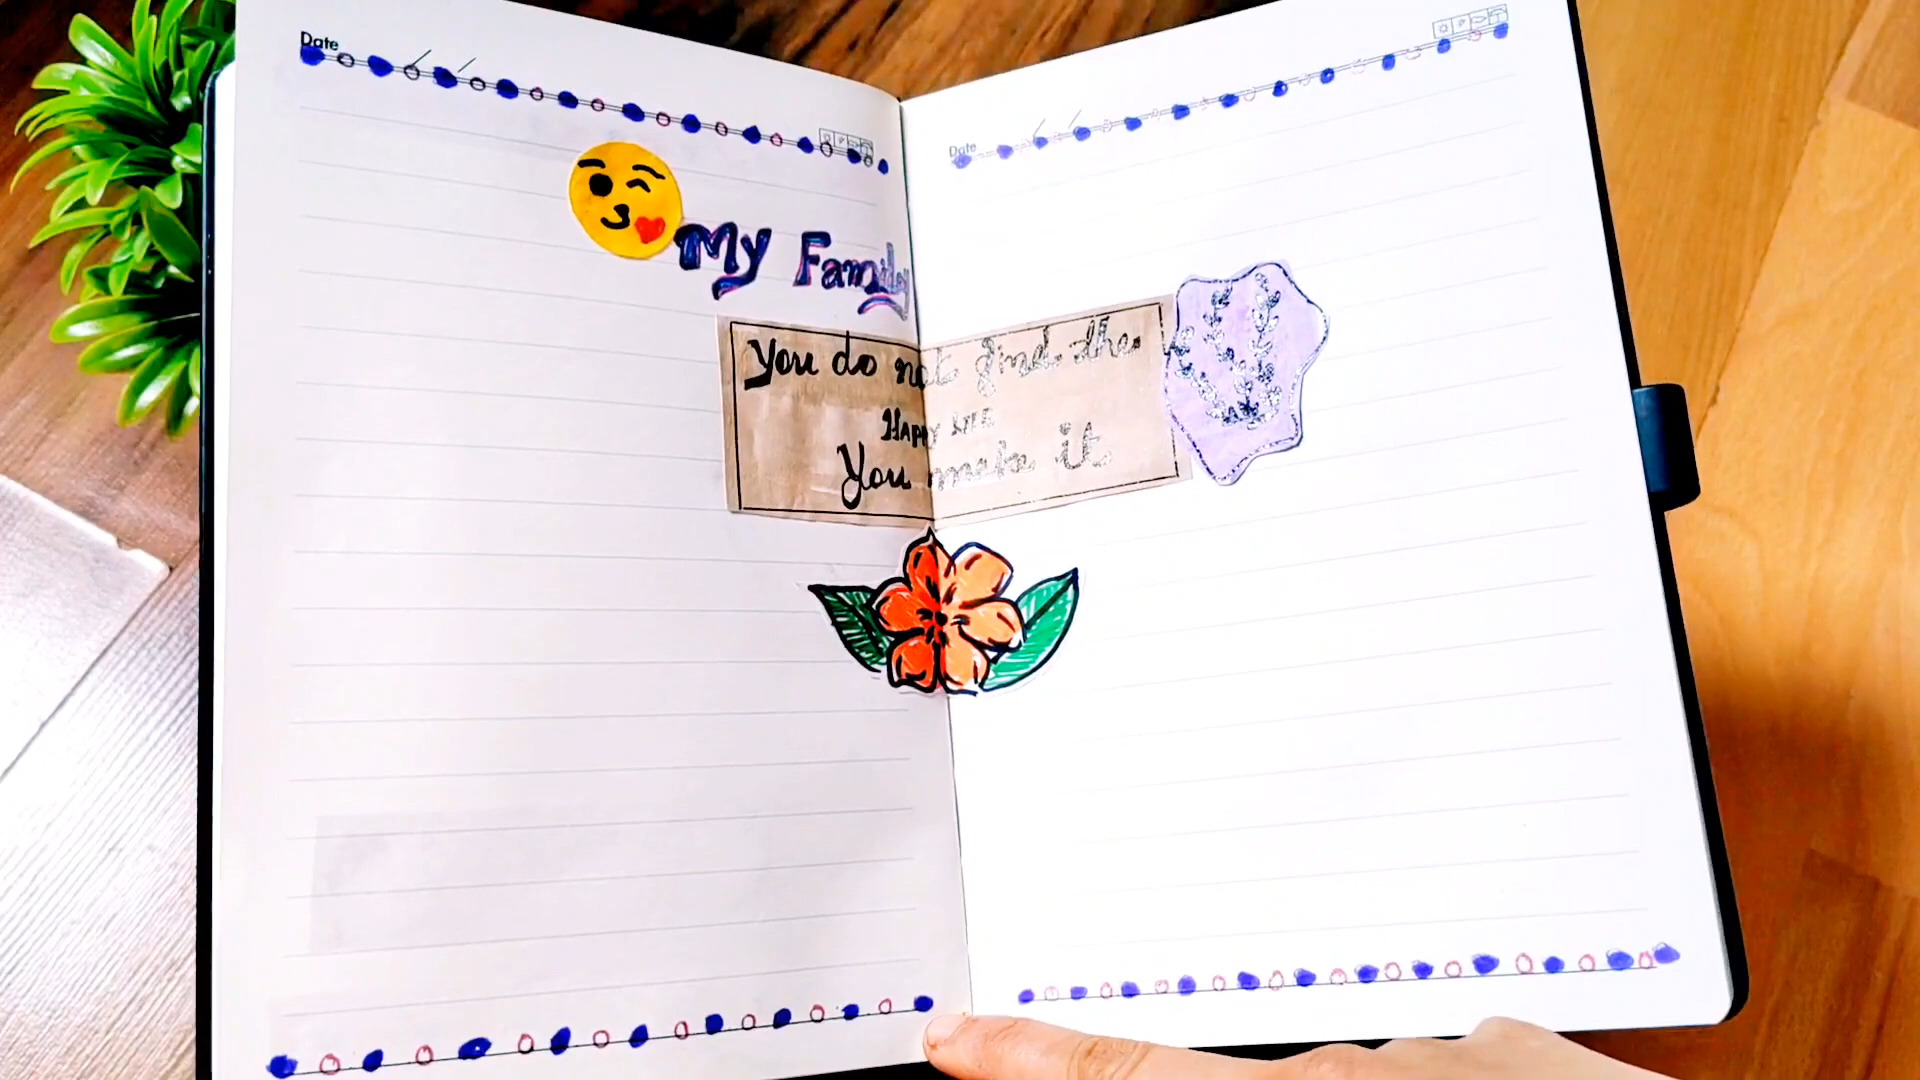 Date
Date
My Family
You do not find the
HAPPY LIFE
You make it